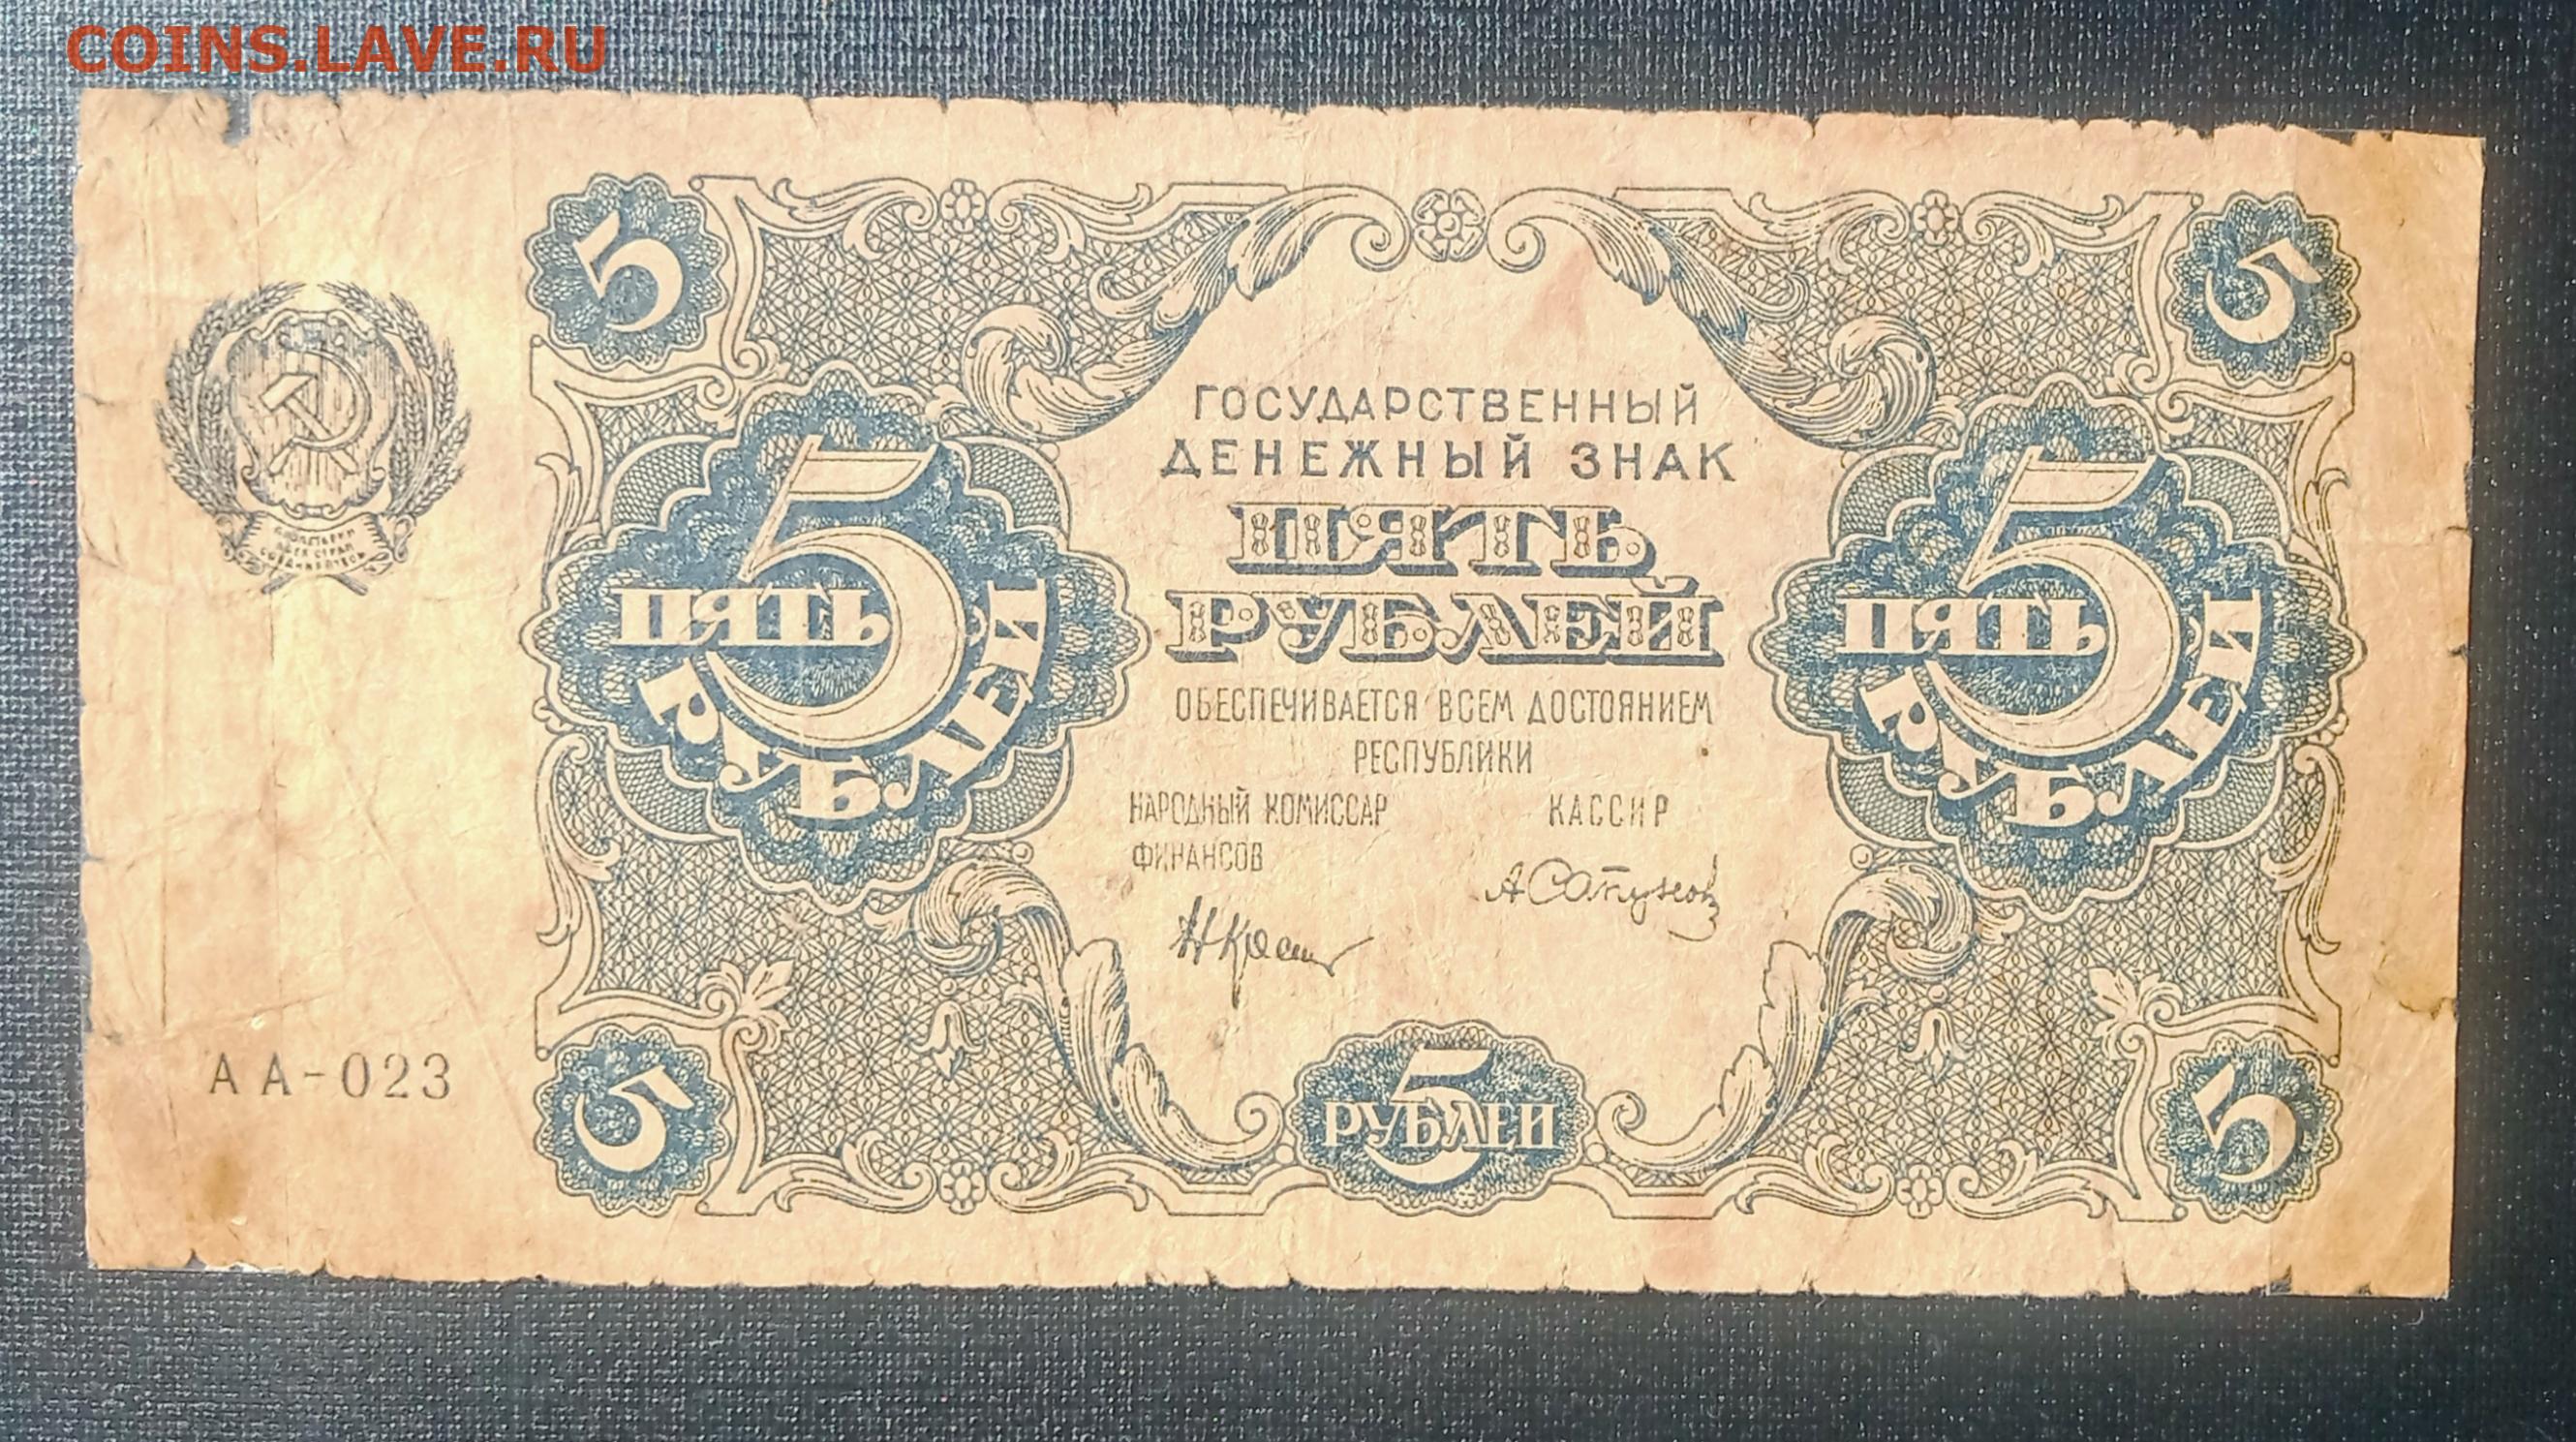 COINS.LAVE.RU
5
5
ГОСУДАРСТВЕННЫЙ
ДЕНЕЖНЫЙ ЗНАК
ПЯТЬ
РУБЛЕЙ
5
ПЯТЬ
РУБЛЕЙ
5
ПЯТЬ
РУБЛЕЙ
ОБЕСПЕЧИВАЕТСЯ ВСЕМ ДОСТОЯНИЕМ
РЕСПУБЛИКИ
НАРОДНЫЙ КОМИССАР
ФИНАНСОВ
КАССИР
АА-023
5
5
РУБЛЕЙ
5